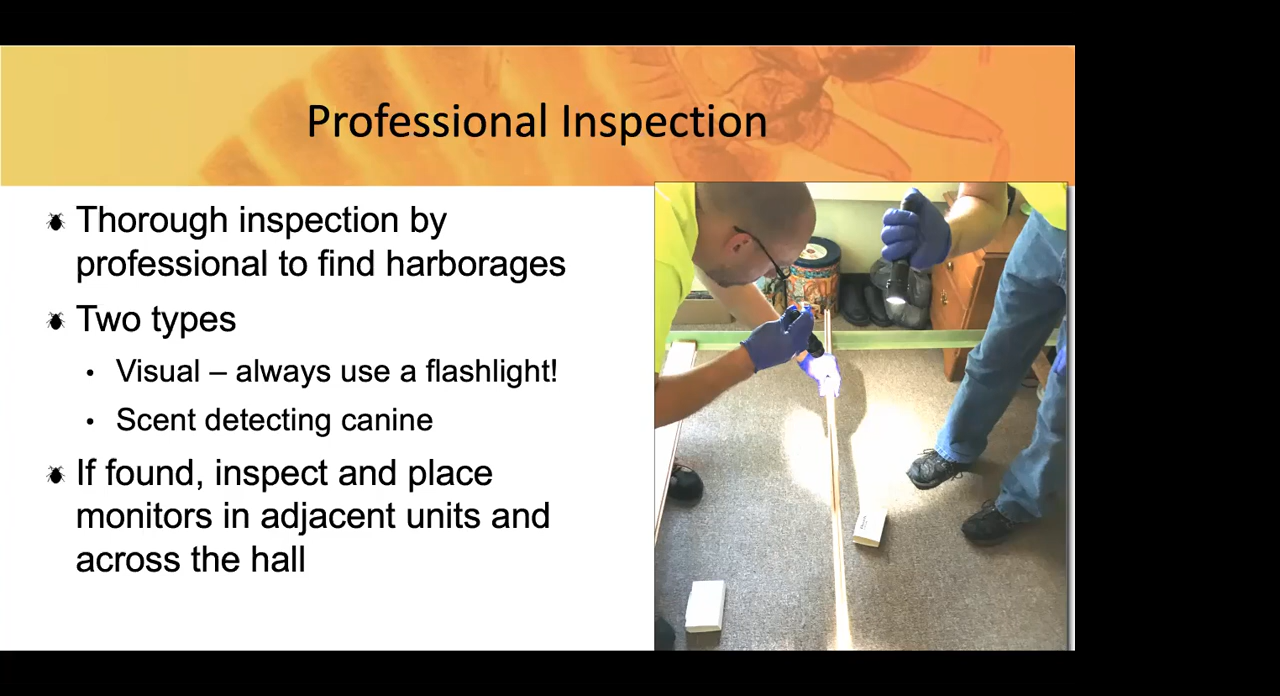 Professional Inspection
Thorough inspection by
professional to find harborages
Two types
Visual – always use a flashlight!
Scent detecting canine
If found, inspect and place
monitors in adjacent units and
across the hall